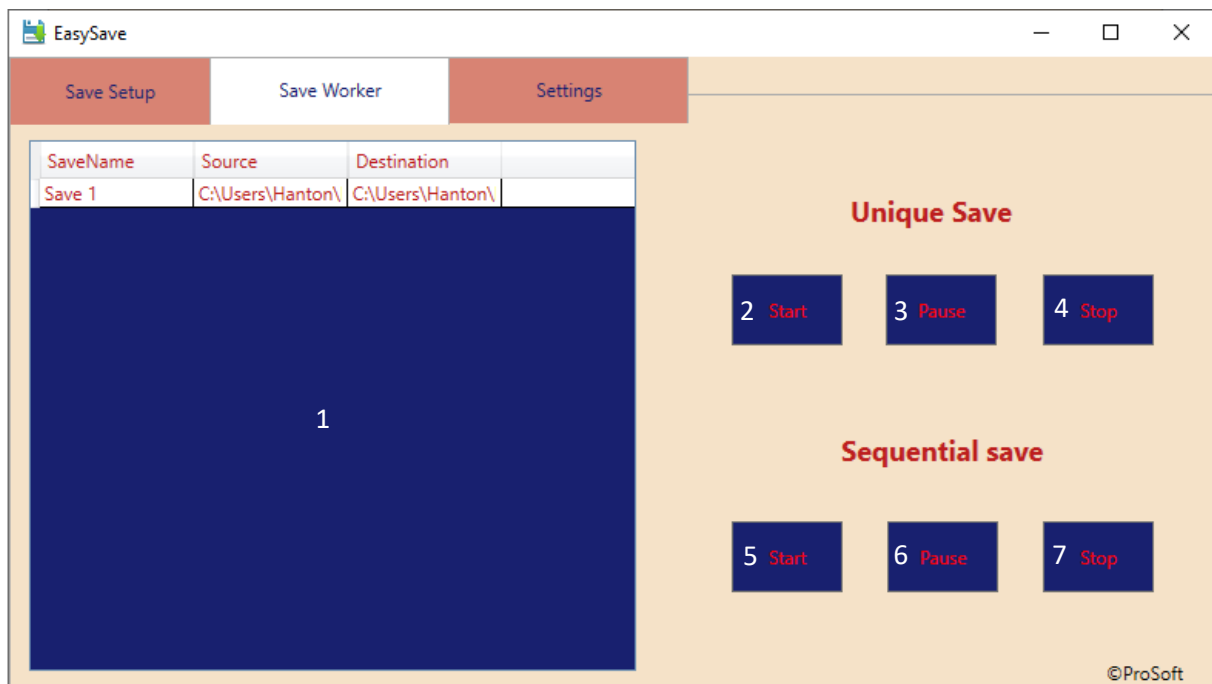 EasySave
Save Setup Save Worker Settings
SaveName Source Destination
Save 1 C:\Users\Hanton\ C:\Users\Hanton\
Unique Save
2 Start 3 Pause 4 Stop
1
Sequential save
5 Start 6 Pause 7 Stop
©ProSoft